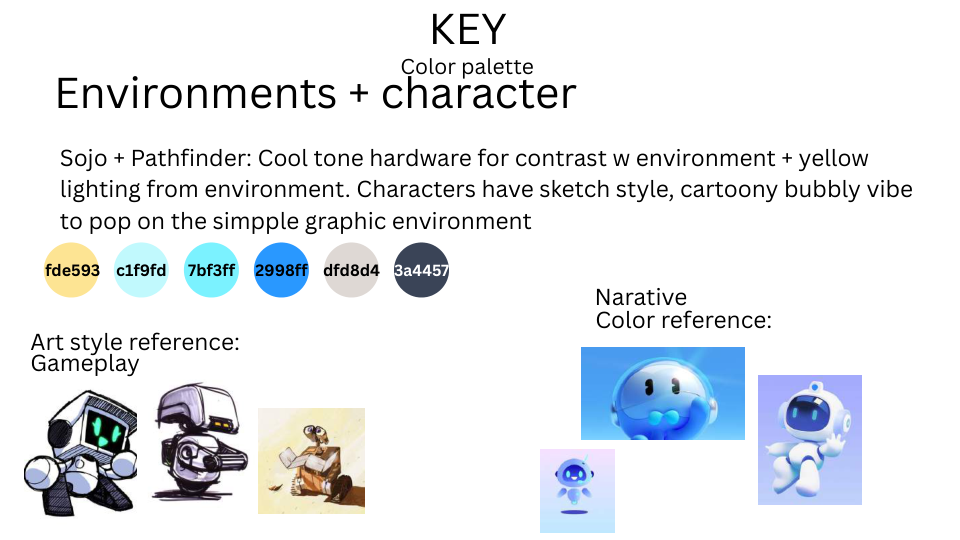 KEY
Color palette
Environments + character
Sojo + Pathfinder: Cool tone hardware for contrast w environment + yellow
lighting from environment. Characters have sketch style, cartoony bubbly vibe
to pop on the simpple graphic environment
fde593 c1f9fd 7bf3ff 2998ff dfd8d4 3a4457
Narative
Color reference:
Art style reference:
Gameplay